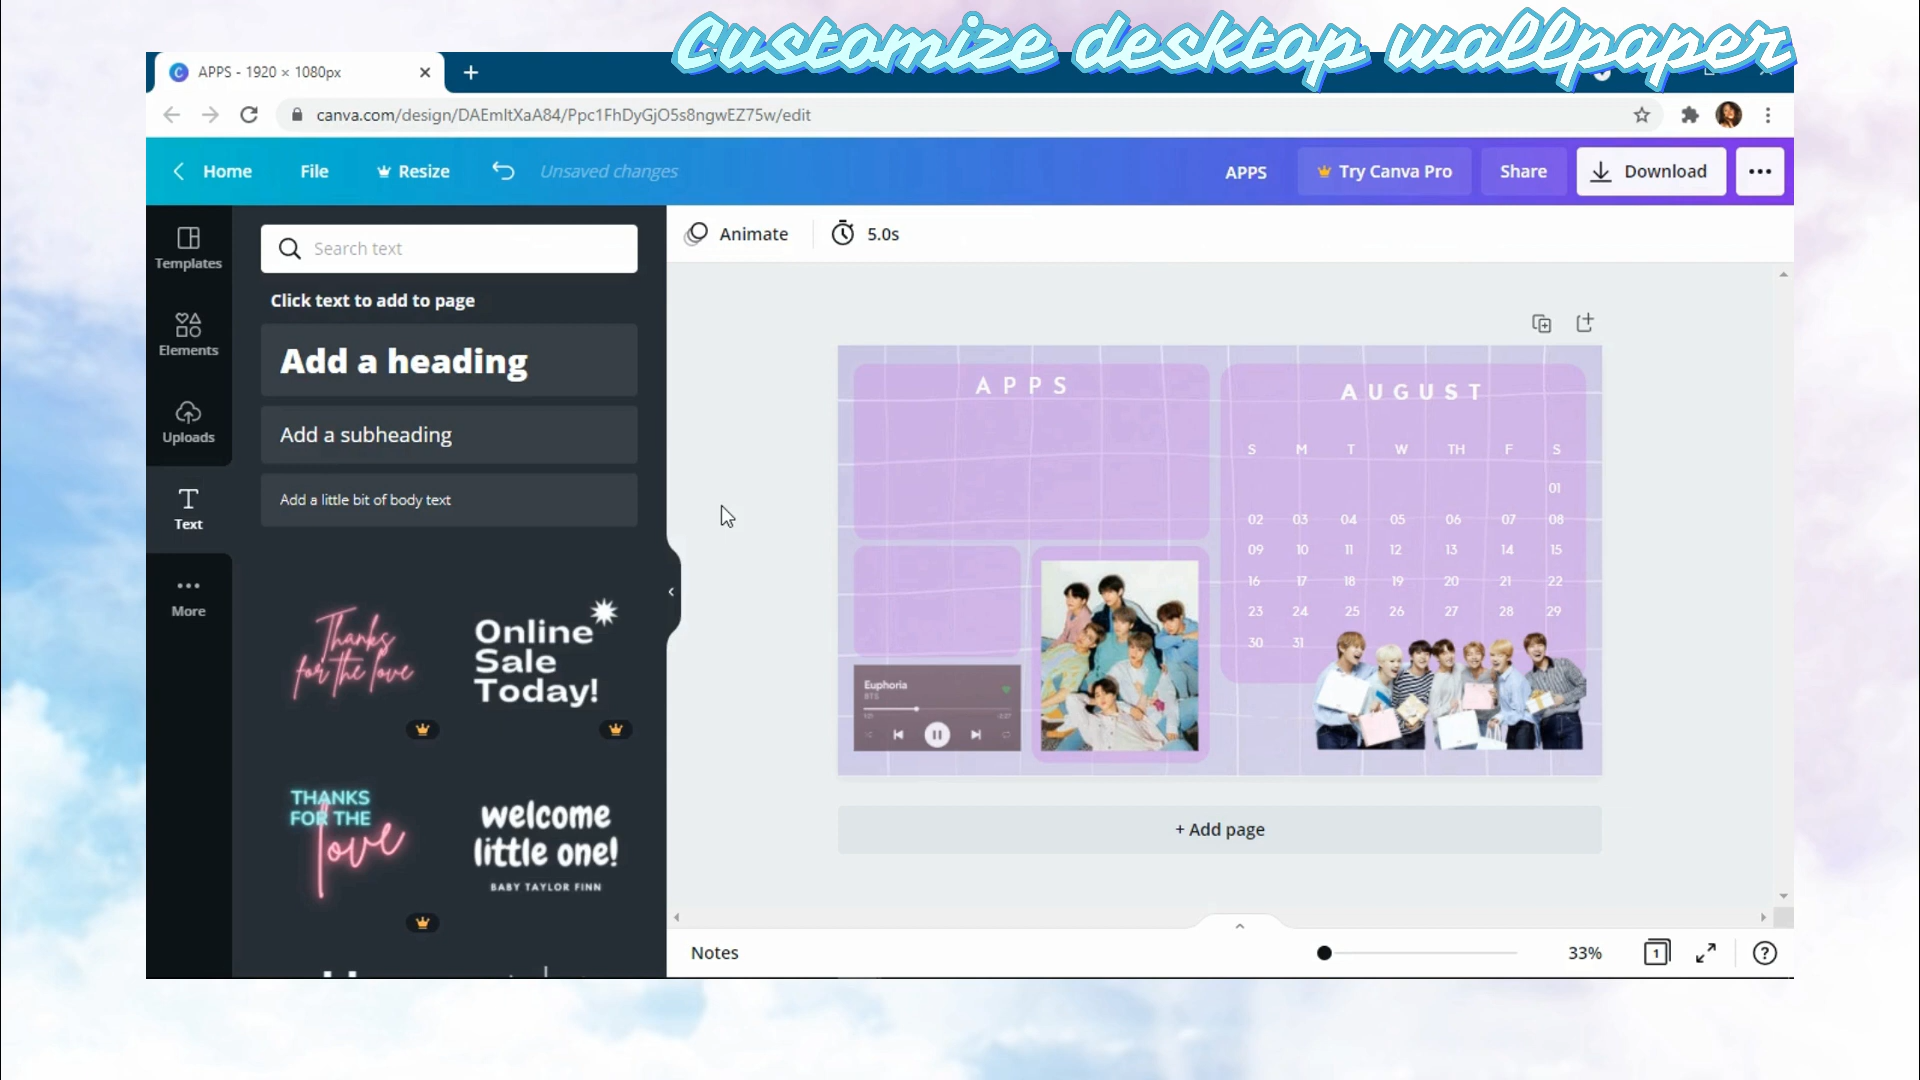 Customize desktop wallpaper
APPS - 1920 × 1080px
canva.com/design/DAEmltXaA84/Ppc1FhDyGjO5s8ngwEZ75w/edit
Home File Resize Unsaved changes APPS Try Canva Pro Share Download
Templates
Elements
Uploads
Text
More
Search text
Click text to add to page
Add a heading
Add a subheading
Add a little bit of body text
Thanks
for the love
Online
Sale
Today!
THANKS
FOR THE
love
welcome
little one!
BABY TAYLOR FINN
Animate 5.0s
APPS
AUGUST
S M T W TH F S
01
02 03 04 05 06 07 08
09 10 11 12 13 14 15
16 17 18 19 20 21 22
23 24 25 26 27 28 29
30 31
Euphoria
BTS
+ Add page
Notes 33% 1